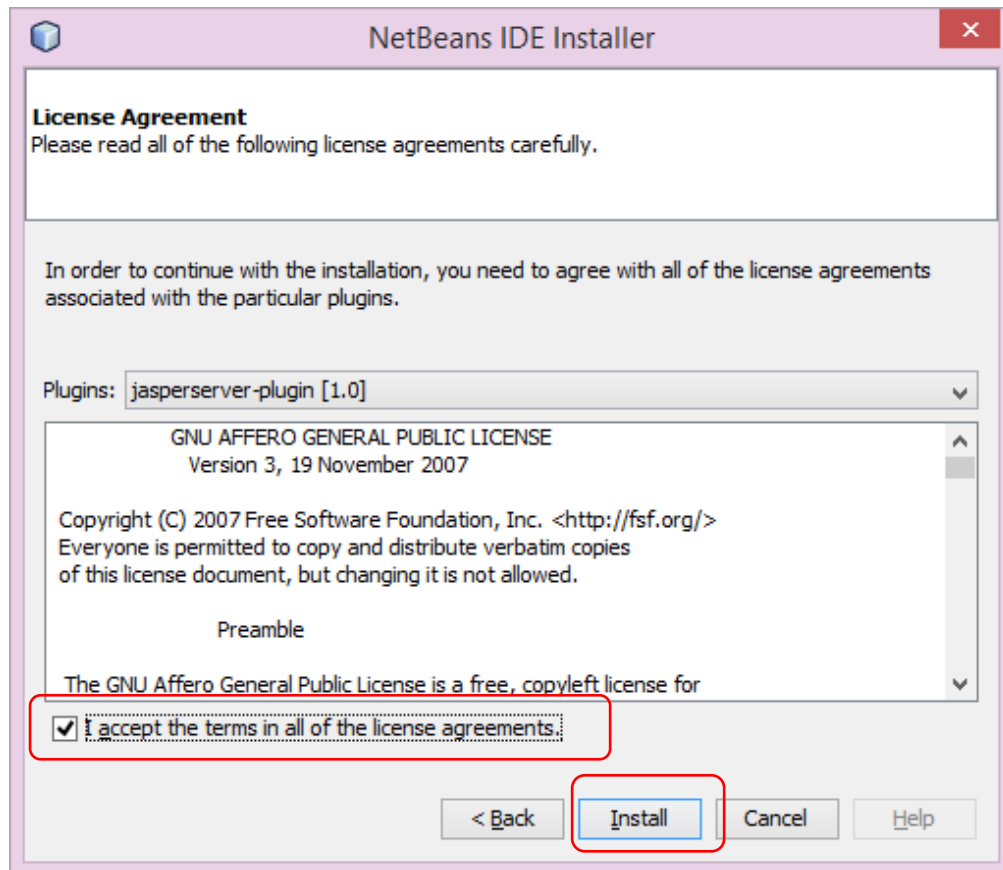 NetBeans IDE Installer
License Agreement
Please read all of the following license agreements carefully.
In order to continue with the installation, you need to agree with all of the license agreements
associated with the particular plugins.
Plugins: jasperserver-plugin [1.0]
GNU AFFERO GENERAL PUBLIC LICENSE
Version 3, 19 November 2007
Copyright (C) 2007 Free Software Foundation, Inc. <http://fsf.org/>
Everyone is permitted to copy and distribute verbatim copies
of this license document, but changing it is not allowed.
Preamble
The GNU Affero General Public License is a free, copyleft license for
I accept the terms in all of the license agreements.
< Back Install Cancel Help